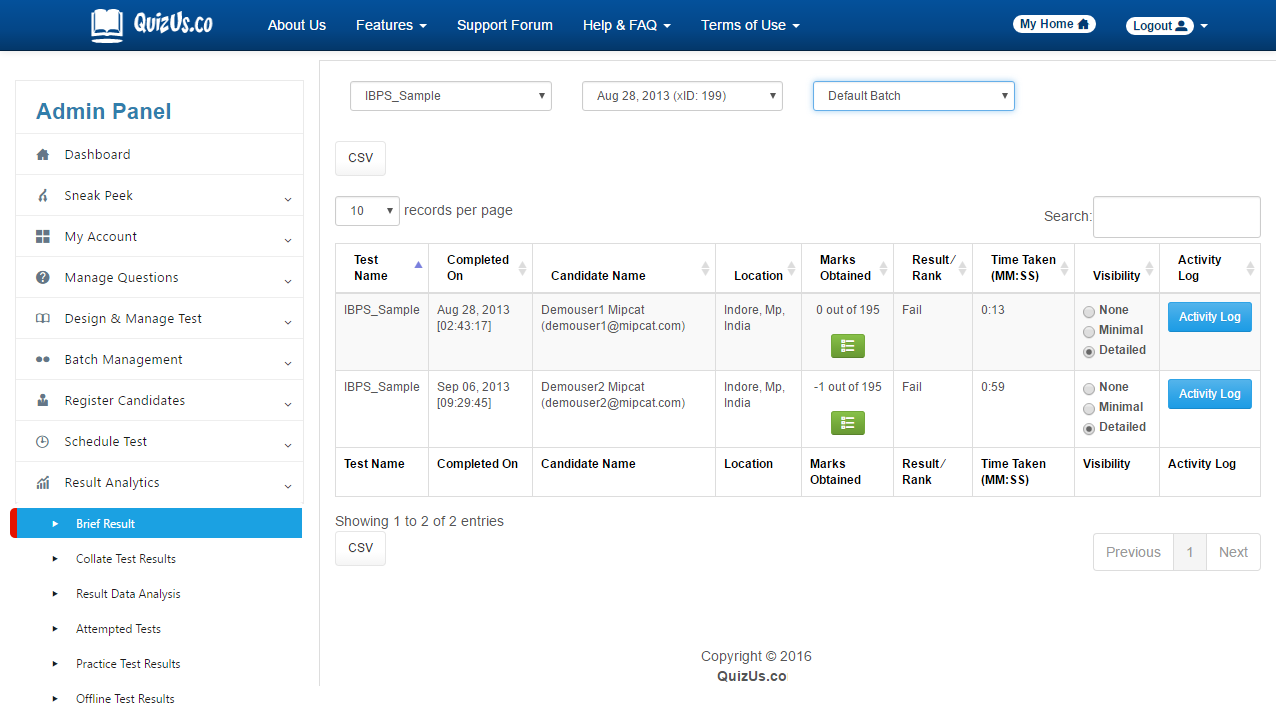 QuizUs.co
About Us
Features
Support Forum
Help & FAQ
Terms of Use
My Home
Logout
Admin Panel
Dashboard
Sneak Peek
My Account
Manage Questions
Design & Manage Test
Batch Management
Register Candidates
Schedule Test
Result Analytics
Brief Result
Collate Test Results
Result Data Analysis
Attempted Tests
Practice Test Results
Offline Test Results
IBPS_Sample
Aug 28, 2013 (xID: 199)
Default Batch
CSV
10 records per page
Search:
Test
Name
Completed
On
Candidate Name
Location
Marks
Obtained
Result/
Rank
Time Taken
(MM:SS)
Visibility
Activity
Log
IBPS_Sample
Aug 28, 2013
[02:43:17]
Demouser1 Mipcat
(demouser1@mipcat.com)
Indore, Mp,
India
0 out of 195
Fail
0:13
None
Minimal
Detailed
Activity Log
IBPS_Sample
Sep 06, 2013
[09:29:45]
Demouser2 Mipcat
(demouser2@mipcat.com)
Indore, Mp,
India
-1 out of 195
Fail
0:59
None
Minimal
Detailed
Activity Log
Test Name
Completed On
Candidate Name
Location
Marks
Obtained
Result/
Rank
Time Taken
(MM:SS)
Visibility
Activity Log
Showing 1 to 2 of 2 entries
CSV
Previous
1
Next
Copyright © 2016
QuizUs.co